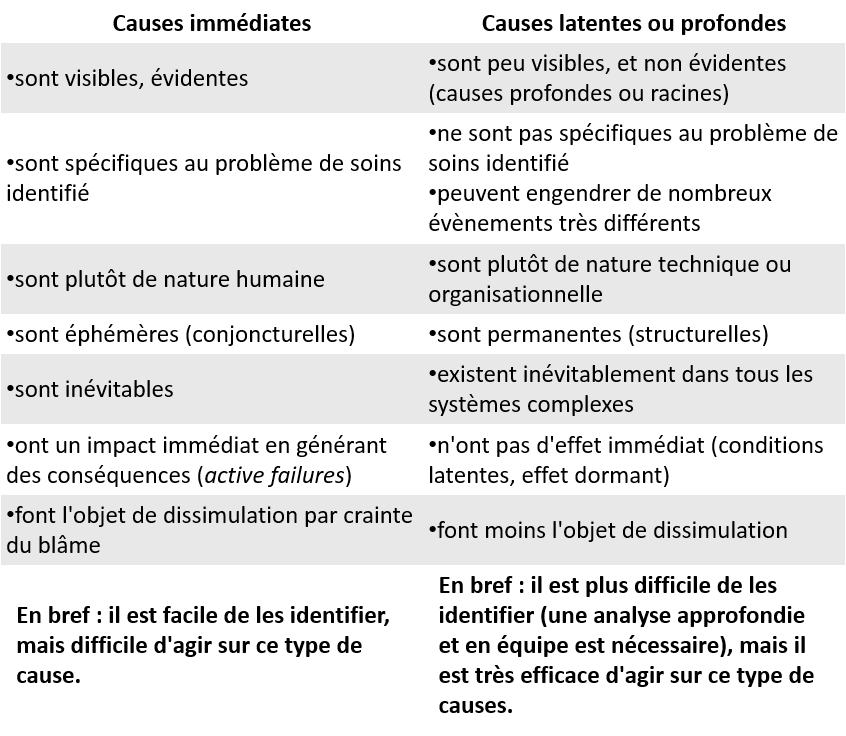 Causes immédiates
Causes latentes ou profondes
•sont visibles, évidentes
•sont peu visibles, et non évidentes
(causes profondes ou racines)
•sont spécifiques au problème de soins
identifié
•ne sont pas spécifiques au problème de
soins identifié
•peuvent engendrer de nombreux
évènements très différents
•sont plutôt de nature humaine
•sont plutôt de nature technique ou
organisationnelle
•sont éphémères (conjoncturelles)
•sont permanentes (structurelles)
•sont inévitables
•existent inévitablement dans tous les
systèmes complexes
•ont un impact immédiat en générant
des conséquences (active failures)
•n'ont pas d'effet immédiat (conditions
latentes, effet dormant)
•font l'objet de dissimulation par crainte
du blâme
•font moins l'objet de dissimulation
En bref : il est facile de les identifier,
mais difficile d'agir sur ce type de
cause.
En bref : il est plus difficile de les
identifier (une analyse approfondie
et en équipe est nécessaire), mais il
est très efficace d'agir sur ce type de
causes.